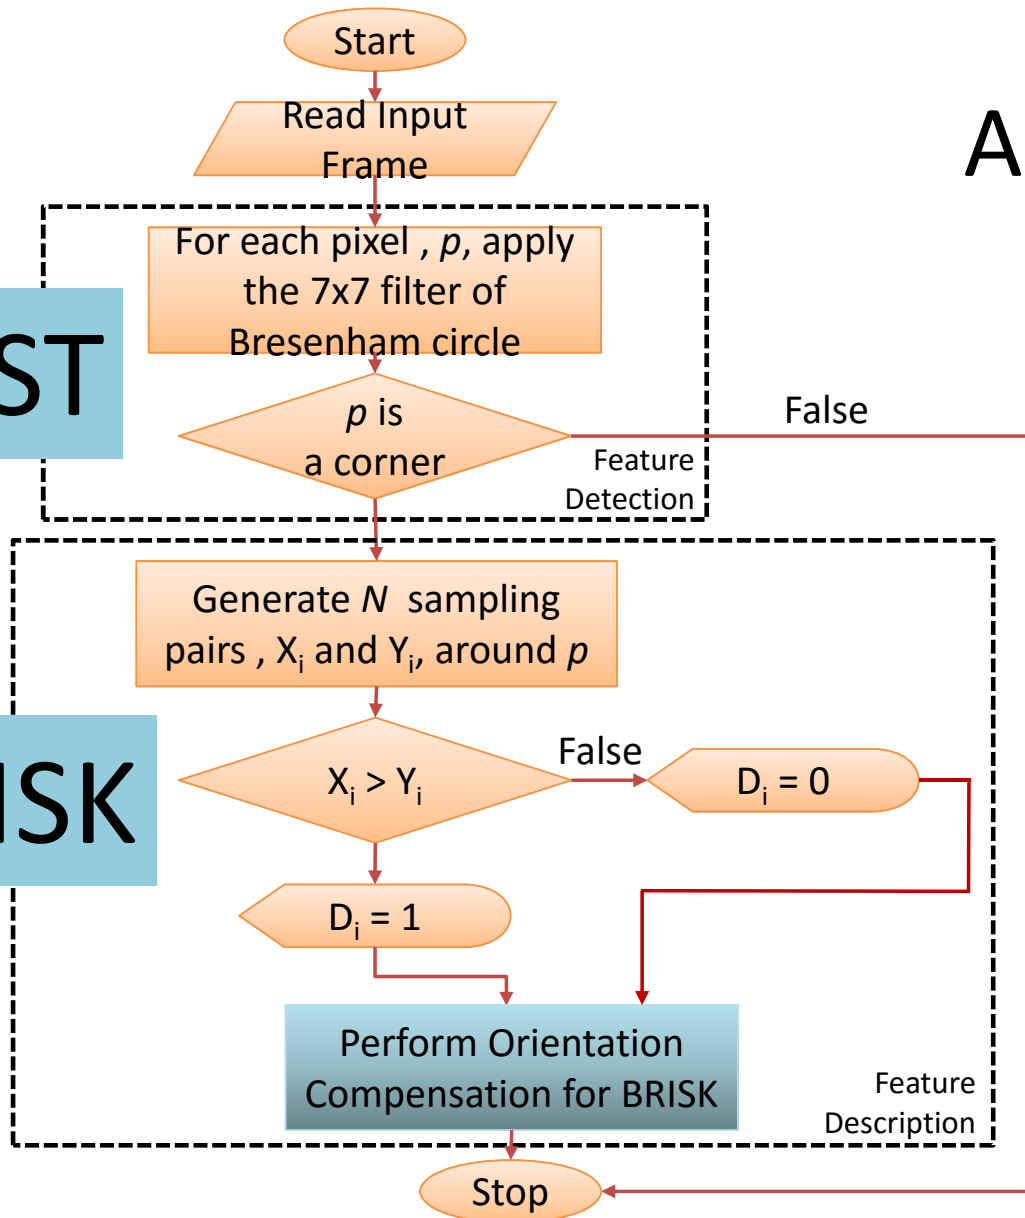 Start
Read Input
Frame
A
For each pixel , p, apply
the 7x7 filter of
Bresenham circle
ST
p is
a corner
False
Feature
Detection
Generate N sampling
pairs , Xi and Yi, around p
ISK
Xi > Yi
False
Di = 0
Di = 1
Perform Orientation
Compensation for BRISK
Feature
Description
Stop